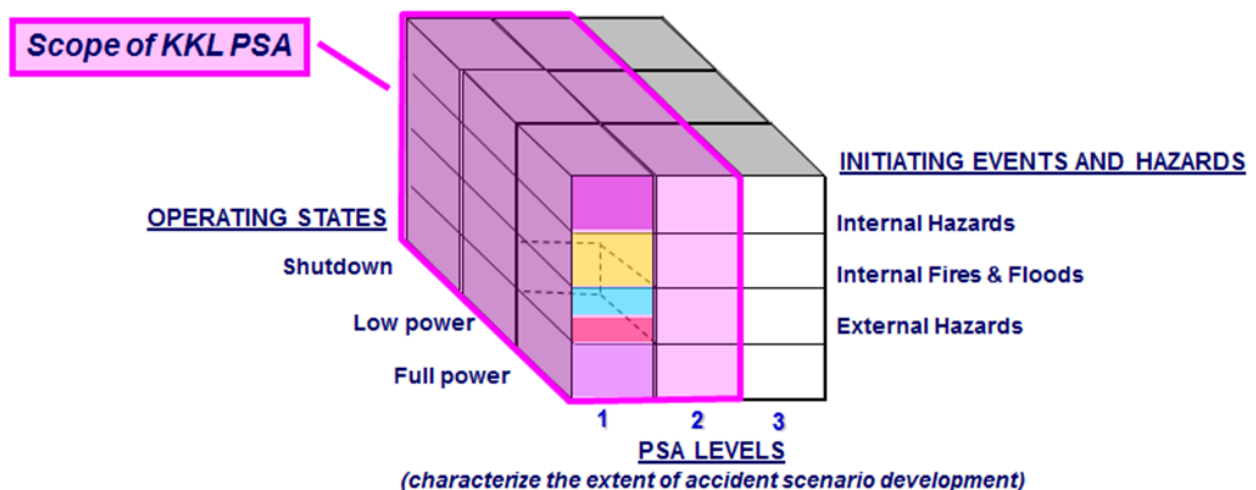 Scope of KKL PSA
INITIATING EVENTS AND HAZARDS
OPERATING STATES
Internal Hazards
Shutdown
Internal Fires & Floods
Low power
External Hazards
Full power
1 2 3
PSA LEVELS
(characterize the extent of accident scenario development)